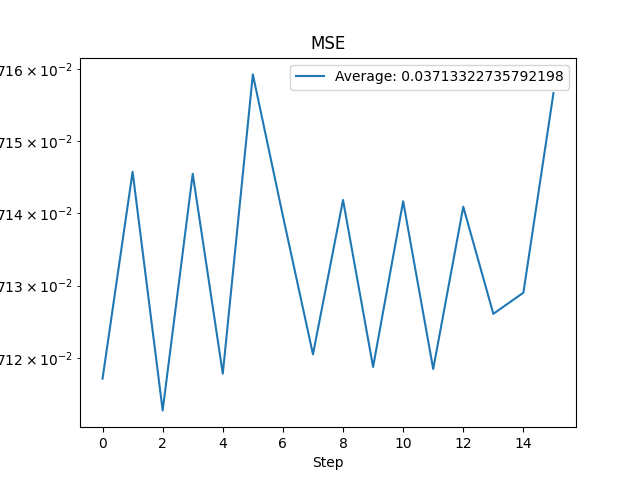 MSE
Average: 0.03713322735792198
716 × 10⁻²
715 × 10⁻²
714 × 10⁻²
713 × 10⁻²
712 × 10⁻²
0 2 4 6 8 10 12 14
Step